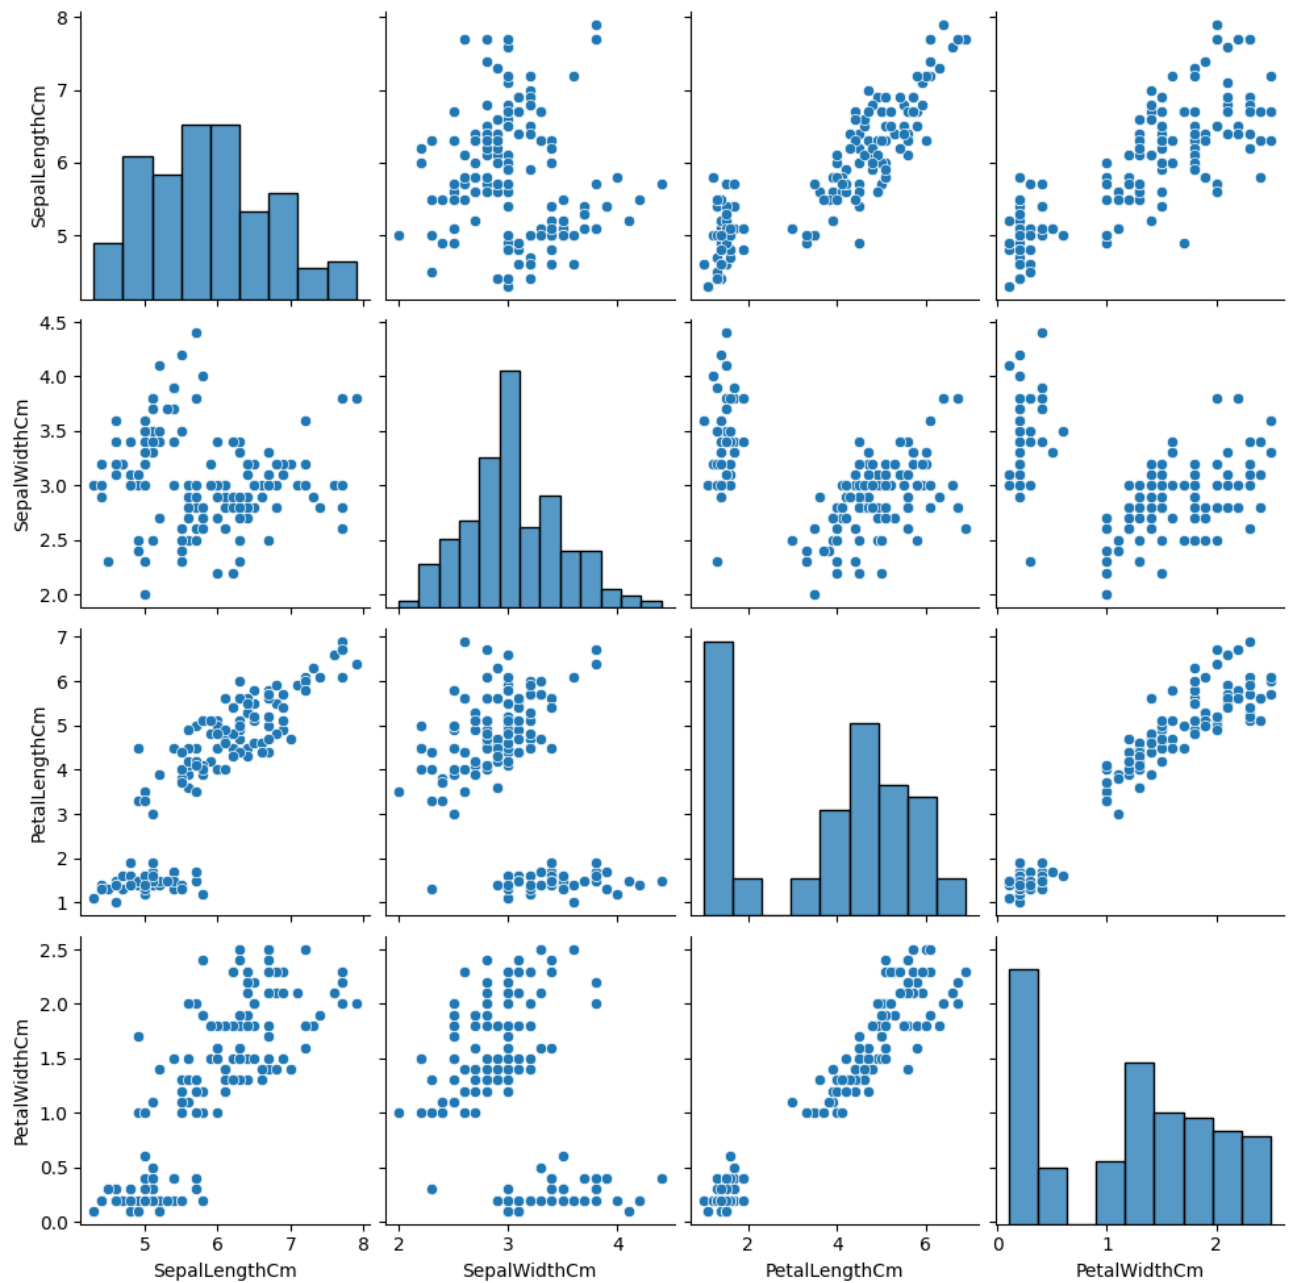 8
7
6
5
SepalLengthCm
4.5
4.0
3.5
3.0
2.5
2.0
SepalWidthCm
7
6
5
4
3
2
1
PetalLengthCm
2.5
2.0
1.5
1.0
0.5
0.0
PetalWidthCm
5 6 7 8
2 3 4
2 4 6
0 1 2
SepalLengthCm SepalWidthCm PetalLengthCm PetalWidthCm